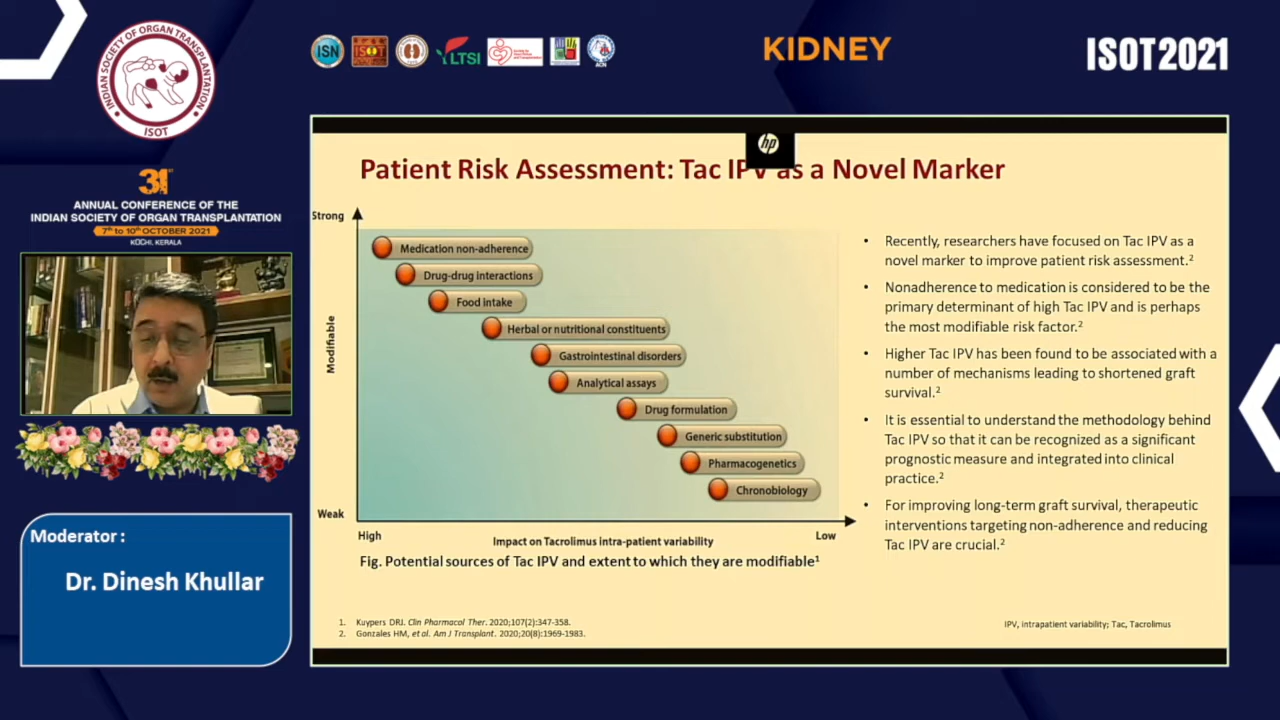 INDIAN SOCIETY OF ORGAN TRANSPLANTATION
ISOT
ISN
ISOT
LTSI
ACN
KIDNEY
ISOT2021
31st
ANNUAL CONFERENCE OF THE
INDIAN SOCIETY OF ORGAN TRANSPLANTATION
7th to 10th OCTOBER 2021
KOCHI, KERALA
Moderator :
Dr. Dinesh Khullar
hp
Patient Risk Assessment: Tac IPV as a Novel Marker
Strong
Modifiable
Weak
Medication non-adherence
Drug-drug interactions
Food intake
Herbal or nutritional constituents
Gastrointestinal disorders
Analytical assays
Drug formulation
Generic substitution
Pharmacogenetics
Chronobiology
High
Impact on Tacrolimus intra-patient variability
Low
Fig. Potential sources of Tac IPV and extent to which they are modifiable¹
• Recently, researchers have focused on Tac IPV as a
novel marker to improve patient risk assessment.²
• Nonadherence to medication is considered to be the
primary determinant of high Tac IPV and is perhaps
the most modifiable risk factor.²
• Higher Tac IPV has been found to be associated with a
number of mechanisms leading to shortened graft
survival.²
• It is essential to understand the methodology behind
Tac IPV so that it can be recognized as a significant
prognostic measure and integrated into clinical
practice.²
• For improving long-term graft survival, therapeutic
interventions targeting non-adherence and reducing
Tac IPV are crucial.²
1. Kuypers DRJ. Clin Pharmacol Ther. 2020;107(2):347-358.
2. Gonzales HM, et al. Am J Transplant. 2020;20(8):1969-1983.
IPV, intrapatient variability; Tac, Tacrolimus